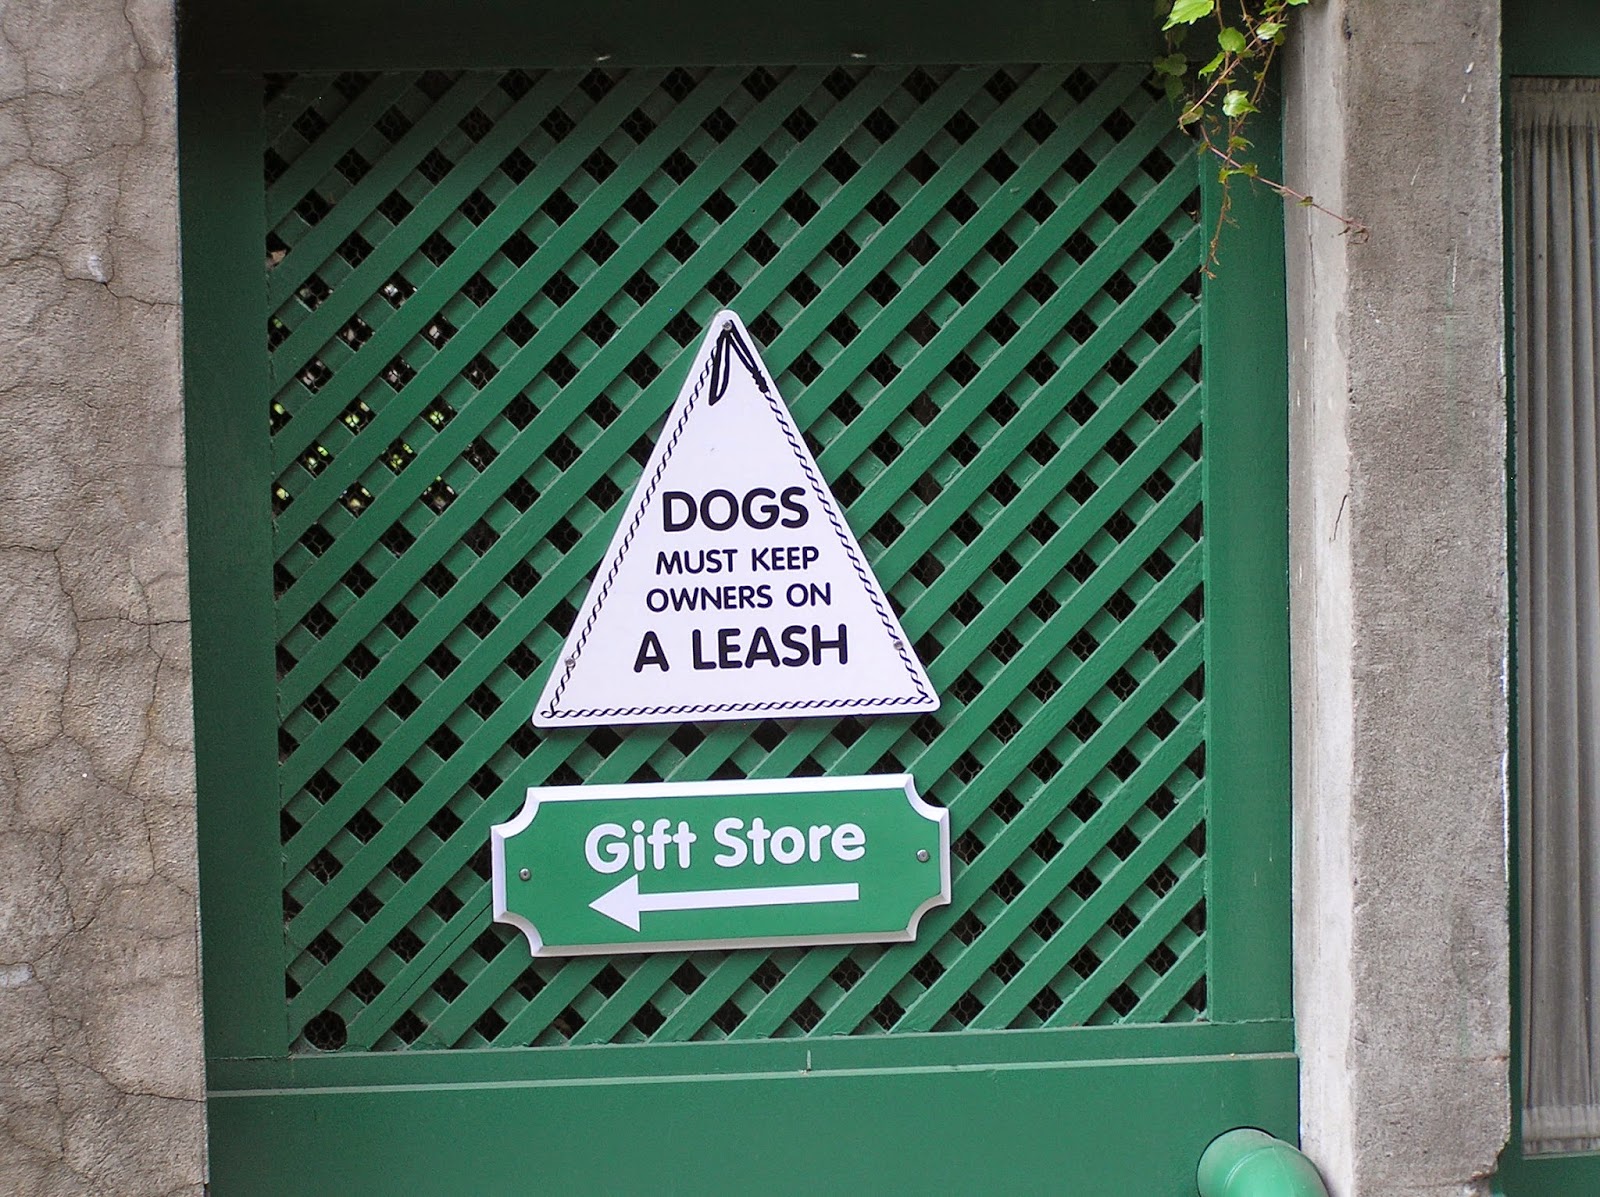 DOGS
MUST KEEP
OWNERS ON
A LEASH
Gift Store